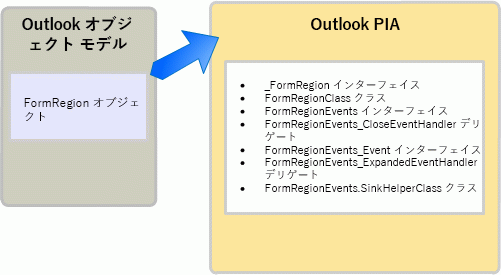 Outlook オブジ
ェクト モデル
FormRegion オブジェ
クト
Outlook PIA
• _FormRegion インターフェイス
• FormRegionClass クラス
• FormRegionEvents インターフェイス
• FormRegionEvents_CloseEventHandler デリ
ゲート
• FormRegionEvents_Event インターフェイス
• FormRegionEvents_ExpandedEventHandler
デリゲート
• FormRegionEvents.SinkHelperClass クラス